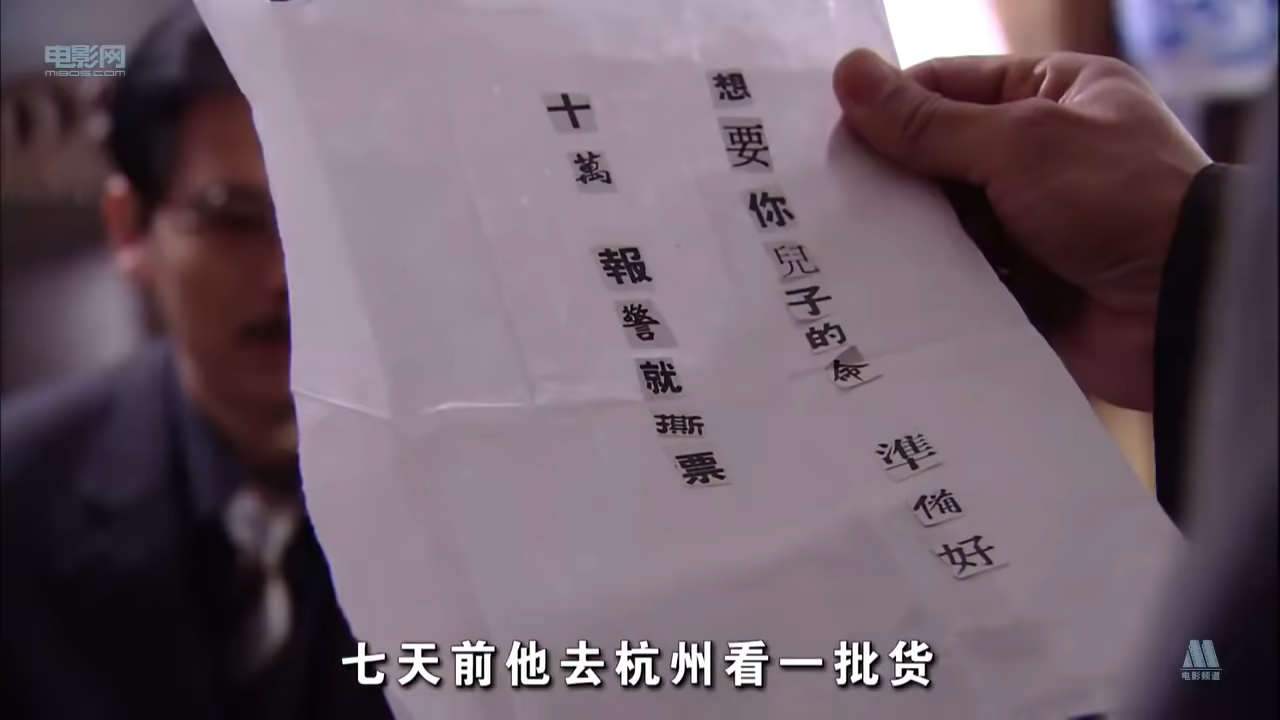 电影网
m1905.com
想要你兒子的命 準備好
十萬 報警就撕票
七天前他去杭州看一批货
电影频道